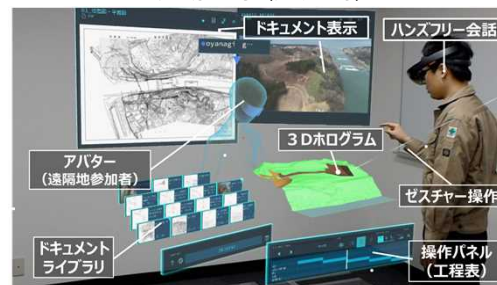 ドキュメント表示
ハンズフリー会話
oyanagi
アバター
(遠隔地参加者)
3Dホログラム
ゼスチャー操作
ドキュメント
ライブラリ
操作パネル
(工程表)